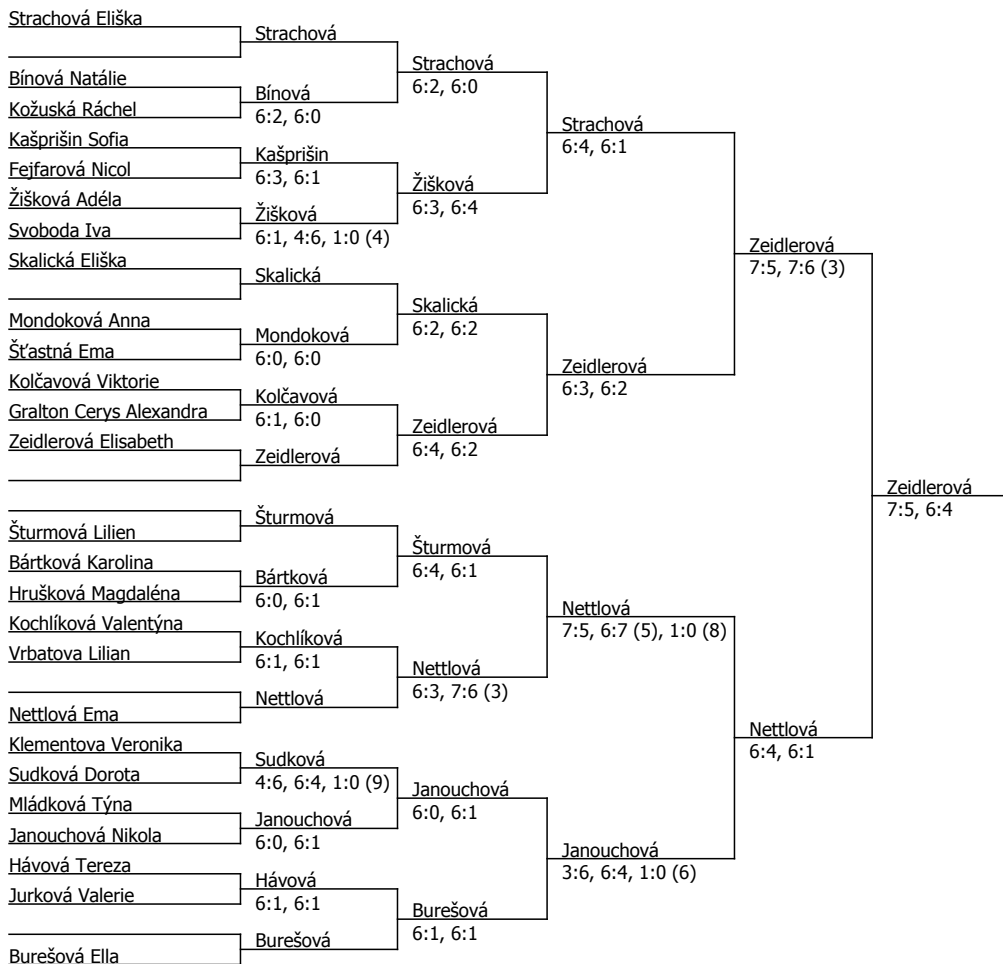 Strachová Eliška
Bínová Natálie
Kožuská Ráchel
Kašprišin Sofia
Fejfarová Nicol
Žišková Adéla
Svoboda Iva
Skalická Eliška
Mondoková Anna
Šťastná Ema
Kolčavová Viktorie
Gralton Cerys Alexandra
Zeidlerová Elisabeth
Šturmová Lilien
Bártková Karolina
Hrušková Magdaléna
Kochlíková Valentýna
Vrbatova Lilian
Nettlová Ema
Klementova Veronika
Sudková Dorota
Mládková Týna
Janouchová Nikola
Hávová Tereza
Jurková Valerie
Burešová Ella
Strachová
Bínová
6:2, 6:0
Kašprišin
6:3, 6:1
Žišková
6:1, 4:6, 1:0 (4)
Skalická
Mondoková
6:0, 6:0
Kolčavová
6:1, 6:0
Zeidlerová
Šturmová
Bártková
6:0, 6:1
Kochlíková
6:1, 6:1
Nettlová
Sudková
4:6, 6:4, 1:0 (9)
Janouchová
6:0, 6:1
Hávová
6:1, 6:1
Burešová
Strachová
6:2, 6:0
Žišková
6:3, 6:4
Skalická
6:2, 6:2
Zeidlerová
6:4, 6:2
Šturmová
6:4, 6:1
Nettlová
6:3, 7:6 (3)
Janouchová
6:0, 6:1
Burešová
6:1, 6:1
Strachová
6:4, 6:1
Zeidlerová
6:3, 6:2
Nettlová
7:5, 6:7 (5), 1:0 (8)
Janouchová
3:6, 6:4, 1:0 (6)
Zeidlerová
7:5, 7:6 (3)
Nettlová
6:4, 6:1
Zeidlerová
7:5, 6:4